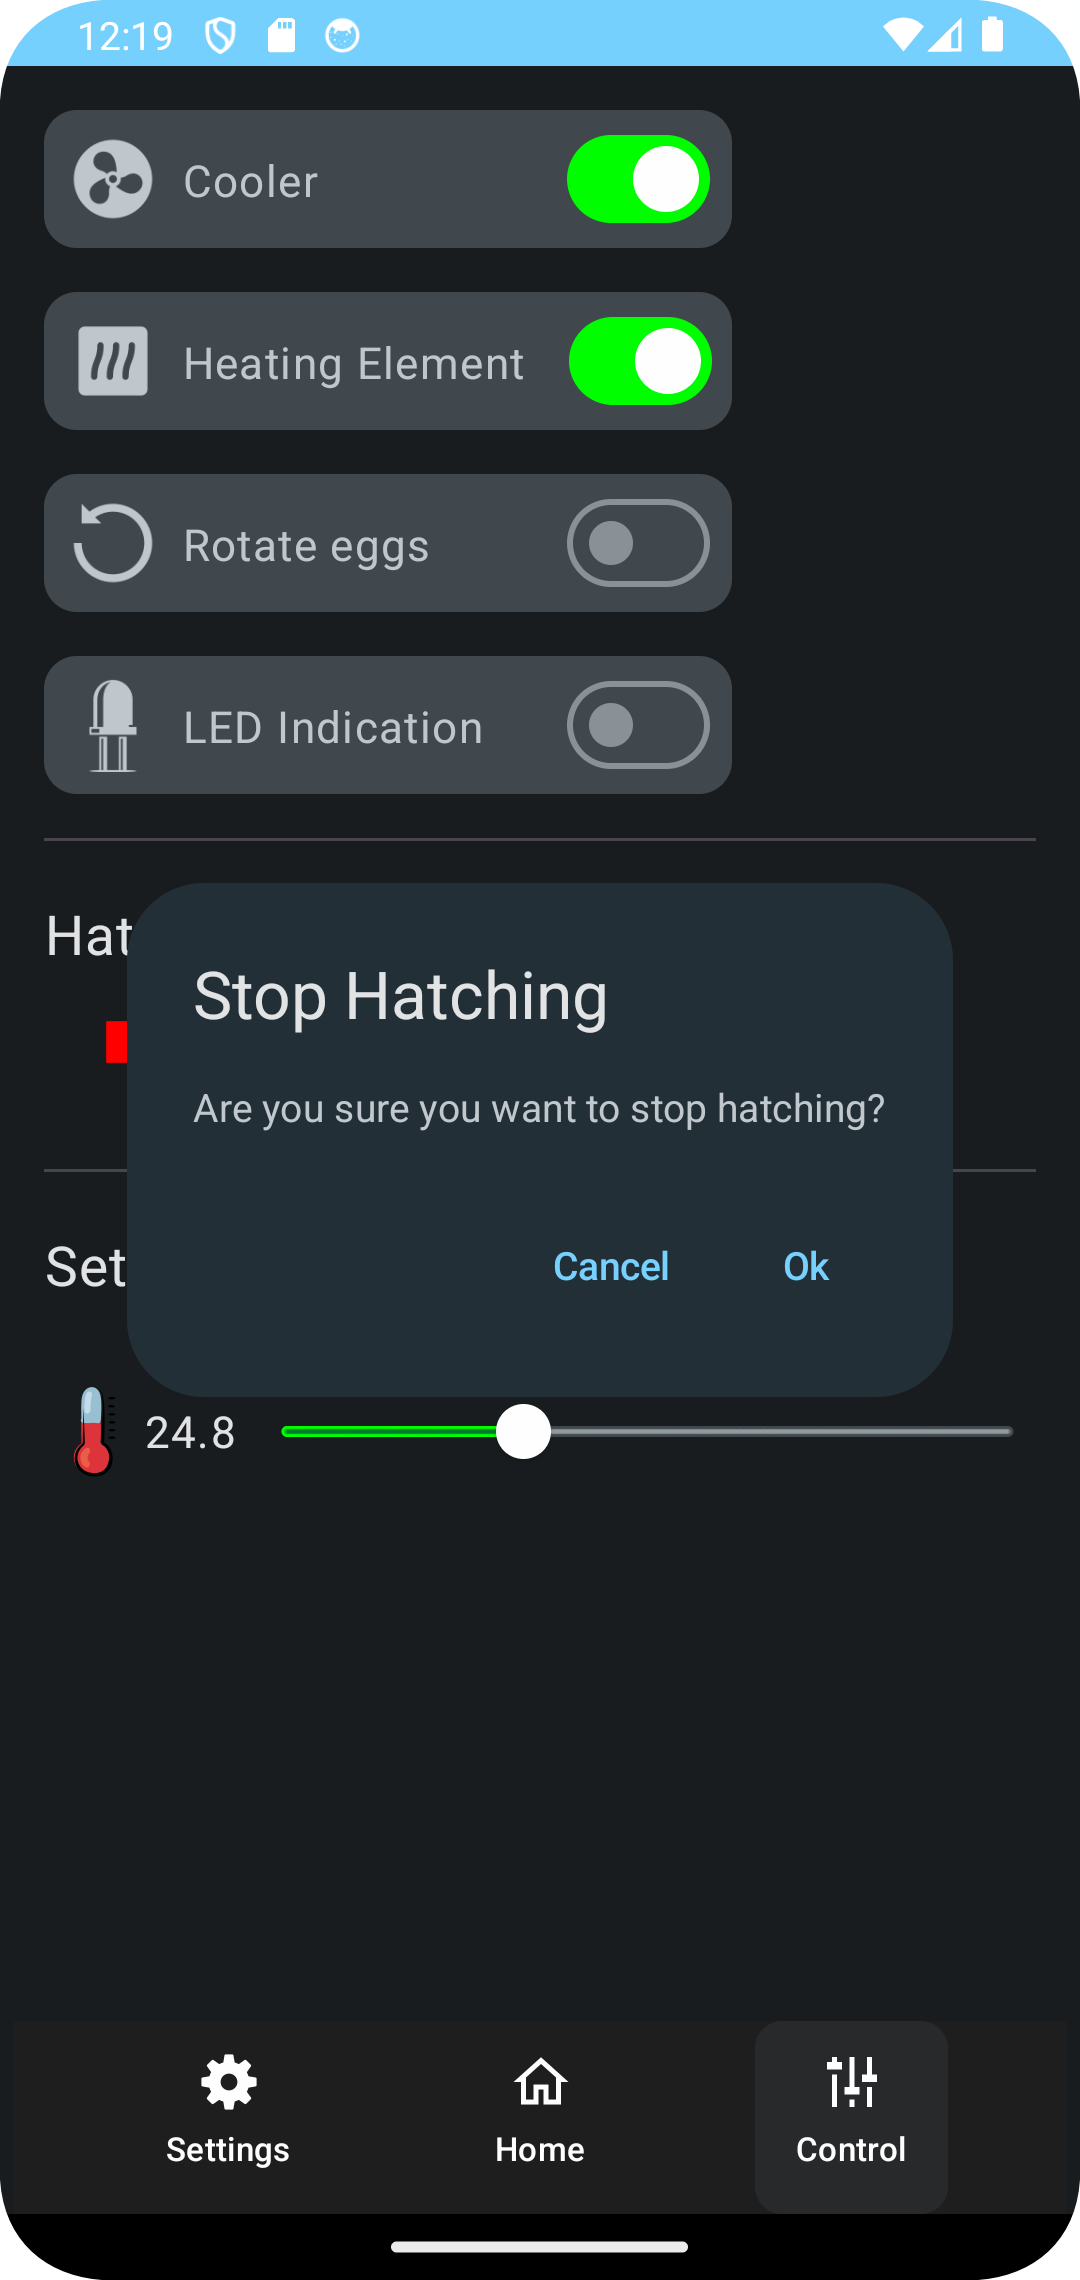 12:19
Cooler
Heating Element
Rotate eggs
LED Indication
Hat
Stop Hatching
Are you sure you want to stop hatching?
Set
Cancel Ok
24.8
Settings Home Control